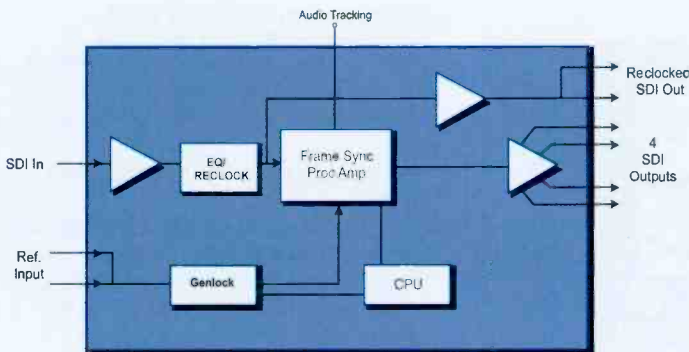 Audio Tracking
Reclocked
SDI Out
SDI In
EQ/
RECLOCK
Frame Sync
Proc Amp
4
SDI
Outputs
Ref.
Input
Genlock
CPU